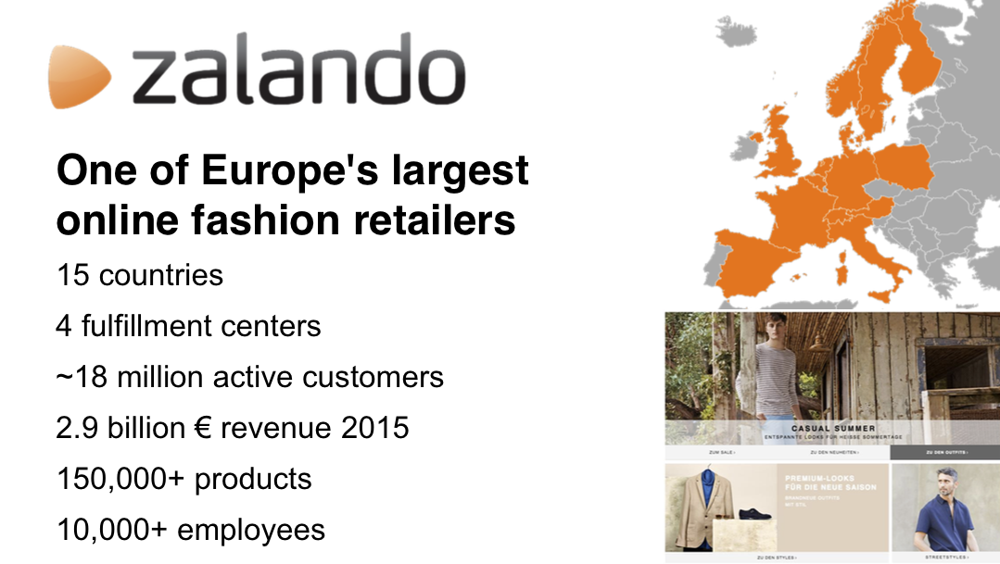 zalando
One of Europe's largest
online fashion retailers
15 countries
4 fulfillment centers
~18 million active customers
2.9 billion € revenue 2015
150,000+ products
10,000+ employees
CASUAL SUMMER
ENTSPANNTE LOOKS FÜR HEISSE SOMMERTAGE
ZUM SALE ›
ZU DEN NEUHEITEN ›
ZU DEN OUTFITS ›
PREMIUM-LOOKS
FÜR DIE NEUE SAISON
BRANDNEUE OUTFITS
MIT STIL
ZU DEN STYLES ›
STREETSTYLES ›